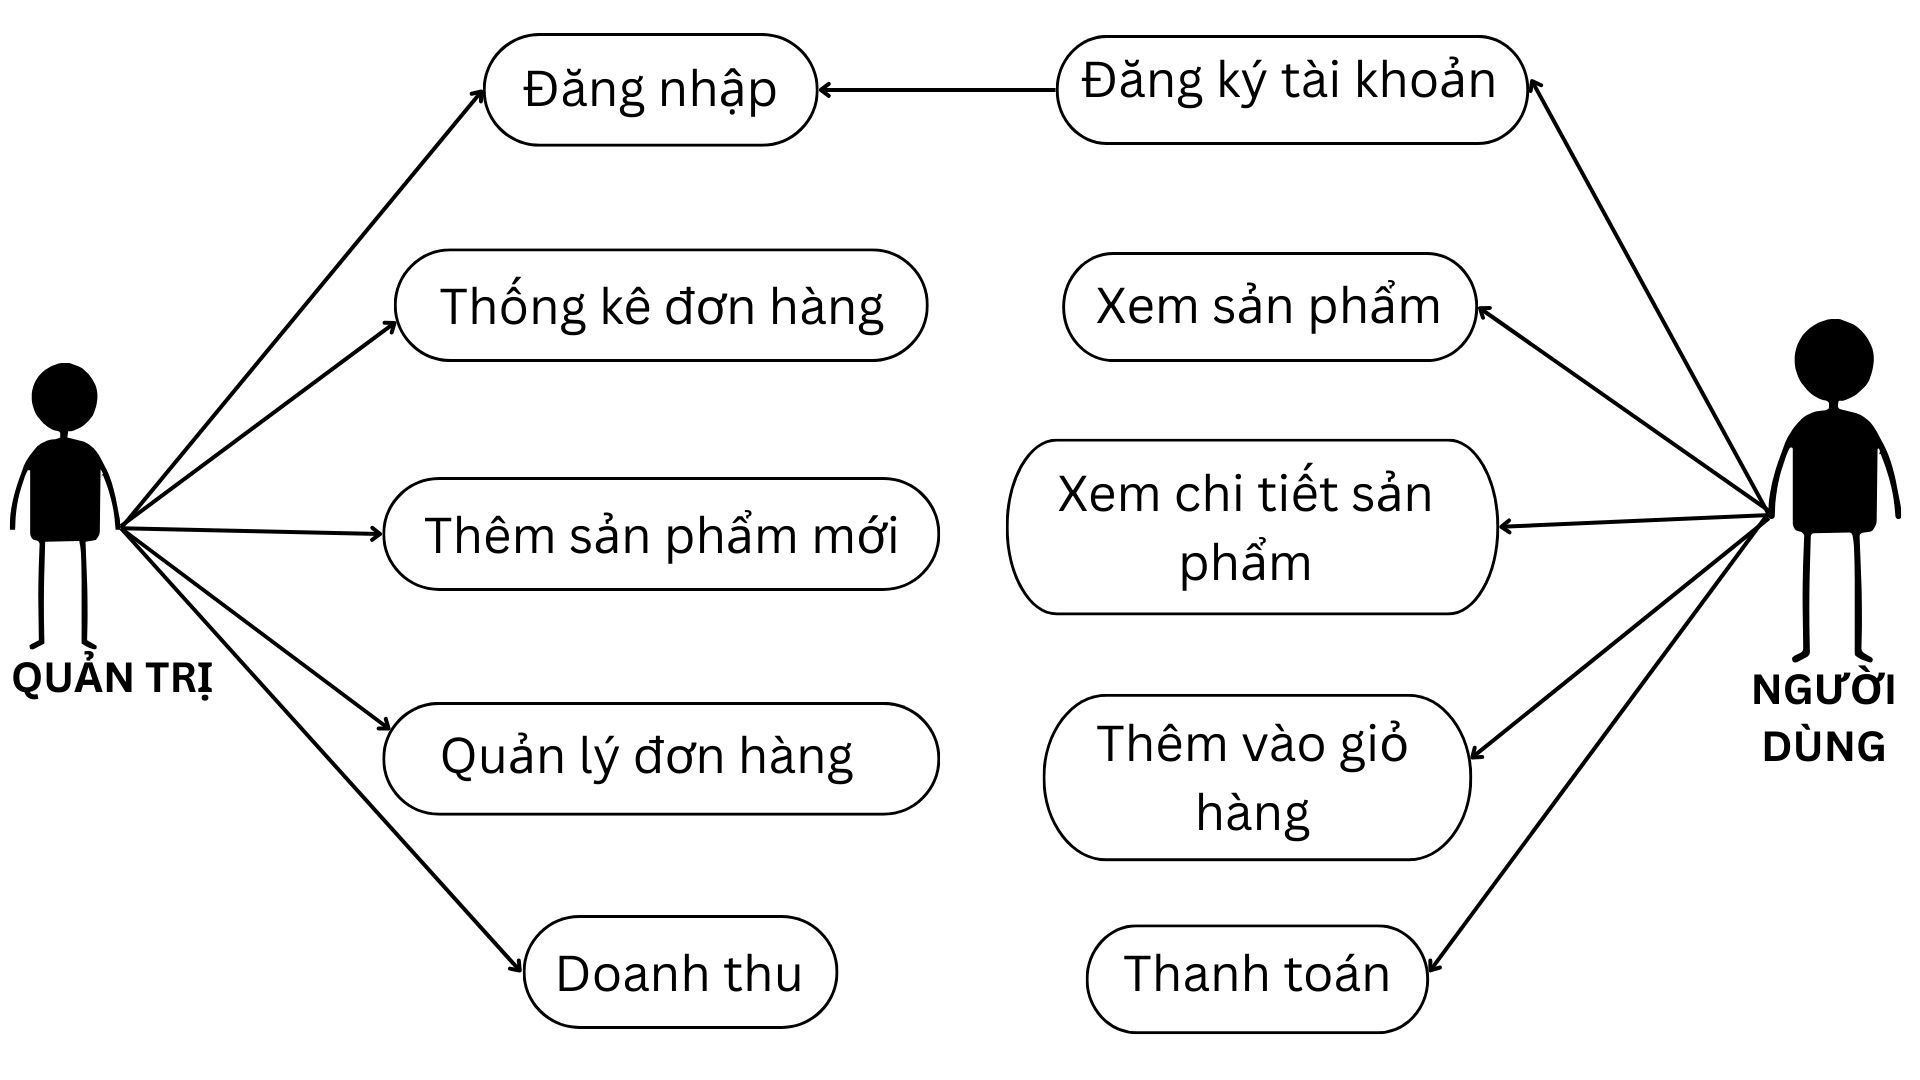 Đăng nhập
Đăng ký tài khoản
Thống kê đơn hàng
Xem sản phẩm
Thêm sản phẩm mới
Xem chi tiết sản
phẩm
QUẢN TRỊ
NGƯỜI
DÙNG
Quản lý đơn hàng
Thêm vào giỏ
hàng
Doanh thu
Thanh toán